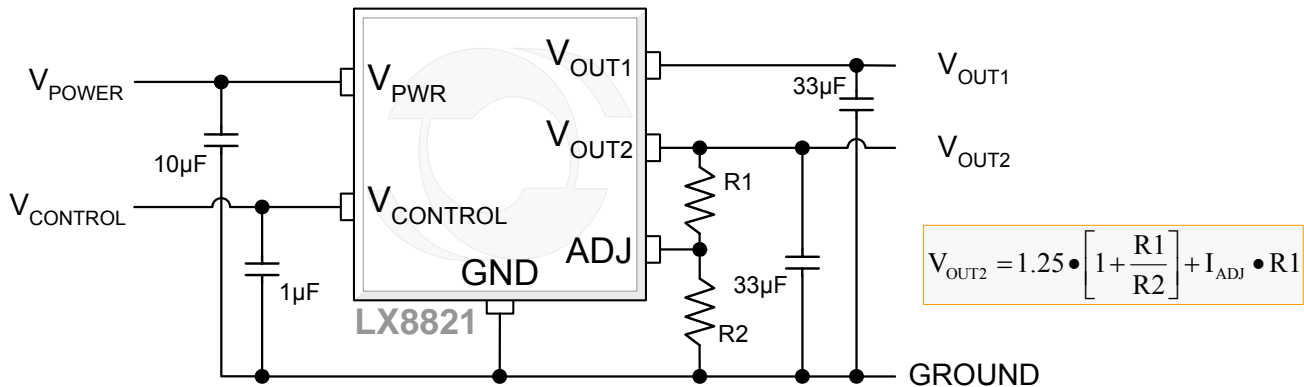 V_POWER
10µF
V_CONTROL
1µF
V_PWR
V_CONTROL
GND
V_OUT1
V_OUT2
ADJ
LX8821
R1
R2
33µF
33µF
V_OUT1
V_OUT2
V_OUT2 = 1.25 • [1 + R1/R2] + I_ADJ • R1
GROUND